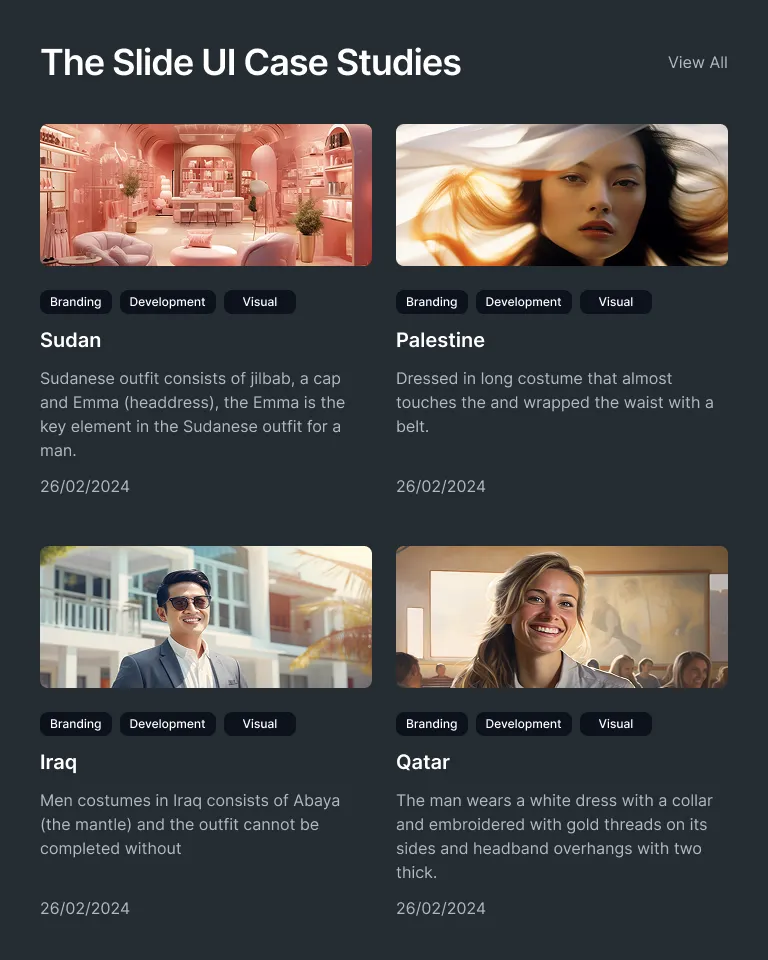 The Slide UI Case Studies
View All
Branding
Development
Visual
Sudan
Sudanese outfit consists of jilbab, a cap
and Emma (headdress), the Emma is the
key element in the Sudanese outfit for a
man.
26/02/2024
Branding
Development
Visual
Palestine
Dressed in long costume that almost
touches the and wrapped the waist with a
belt.
26/02/2024
Branding
Development
Visual
Iraq
Men costumes in Iraq consists of Abaya
(the mantle) and the outfit cannot be
completed without
26/02/2024
Branding
Development
Visual
Qatar
The man wears a white dress with a collar
and embroidered with gold threads on its
sides and headband overhangs with two
thick.
26/02/2024